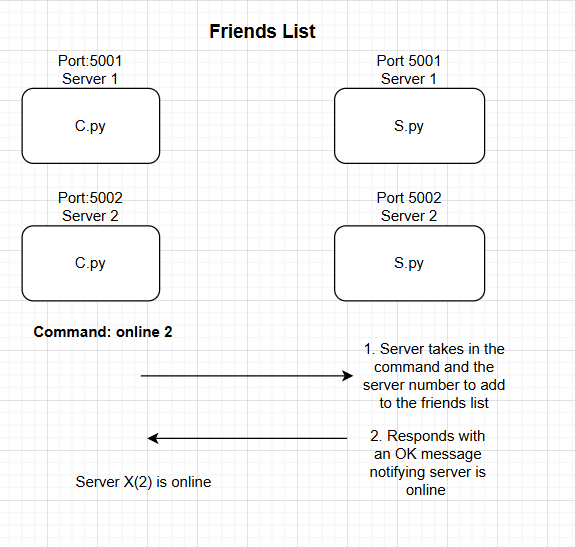 Friends List
Port:5001
Server 1
C.py
Port 5001
Server 1
S.py
Port:5002
Server 2
C.py
Port 5002
Server 2
S.py
Command: online 2
1. Server takes in the
command and the
server number to add
to the friends list
2. Responds with
an OK message
notifying server is
online
Server X(2) is online